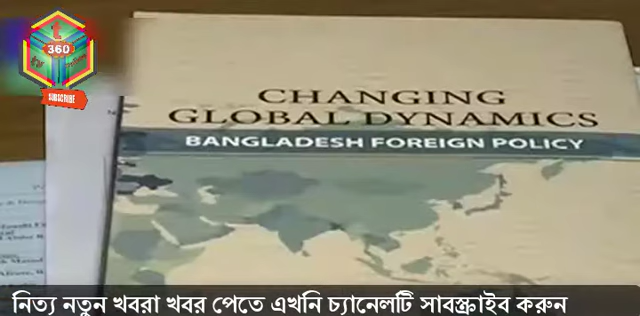 360
SUBSCRIBE
CHANGING
GLOBAL DYNAMICS
BANGLADESH FOREIGN POLICY
নিত্য নতুন খবরা খবর পেতে এখনি চ্যানেলটি সাবস্ক্রাইব করুন